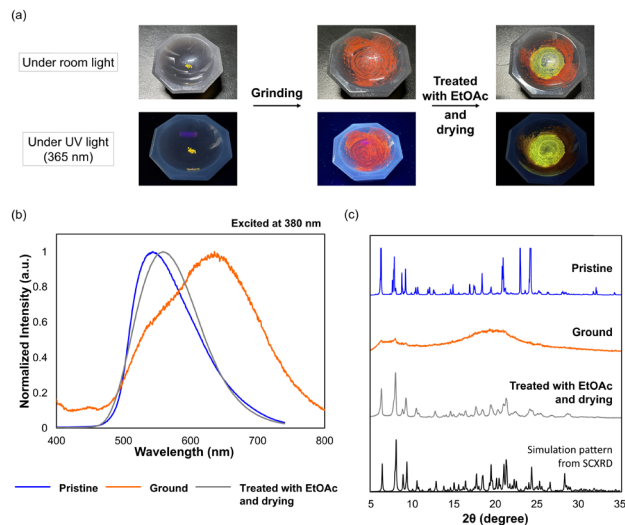 (a)
Under room light
Under UV light
(365 nm)
Grinding
Treated
with EtOAc
and
drying
(b)
Excited at 380 nm
Normalized Intensity (a.u.)
1
0.8
0.6
0.4
0.2
0
400
500
600
700
800
Wavelength (nm)
Pristine
Ground
Treated with EtOAc
and drying
(c)
Pristine
Ground
Treated with EtOAc
and drying
Simulation pattern
from SCXRD
5
10
15
20
25
30
35
2θ (degree)